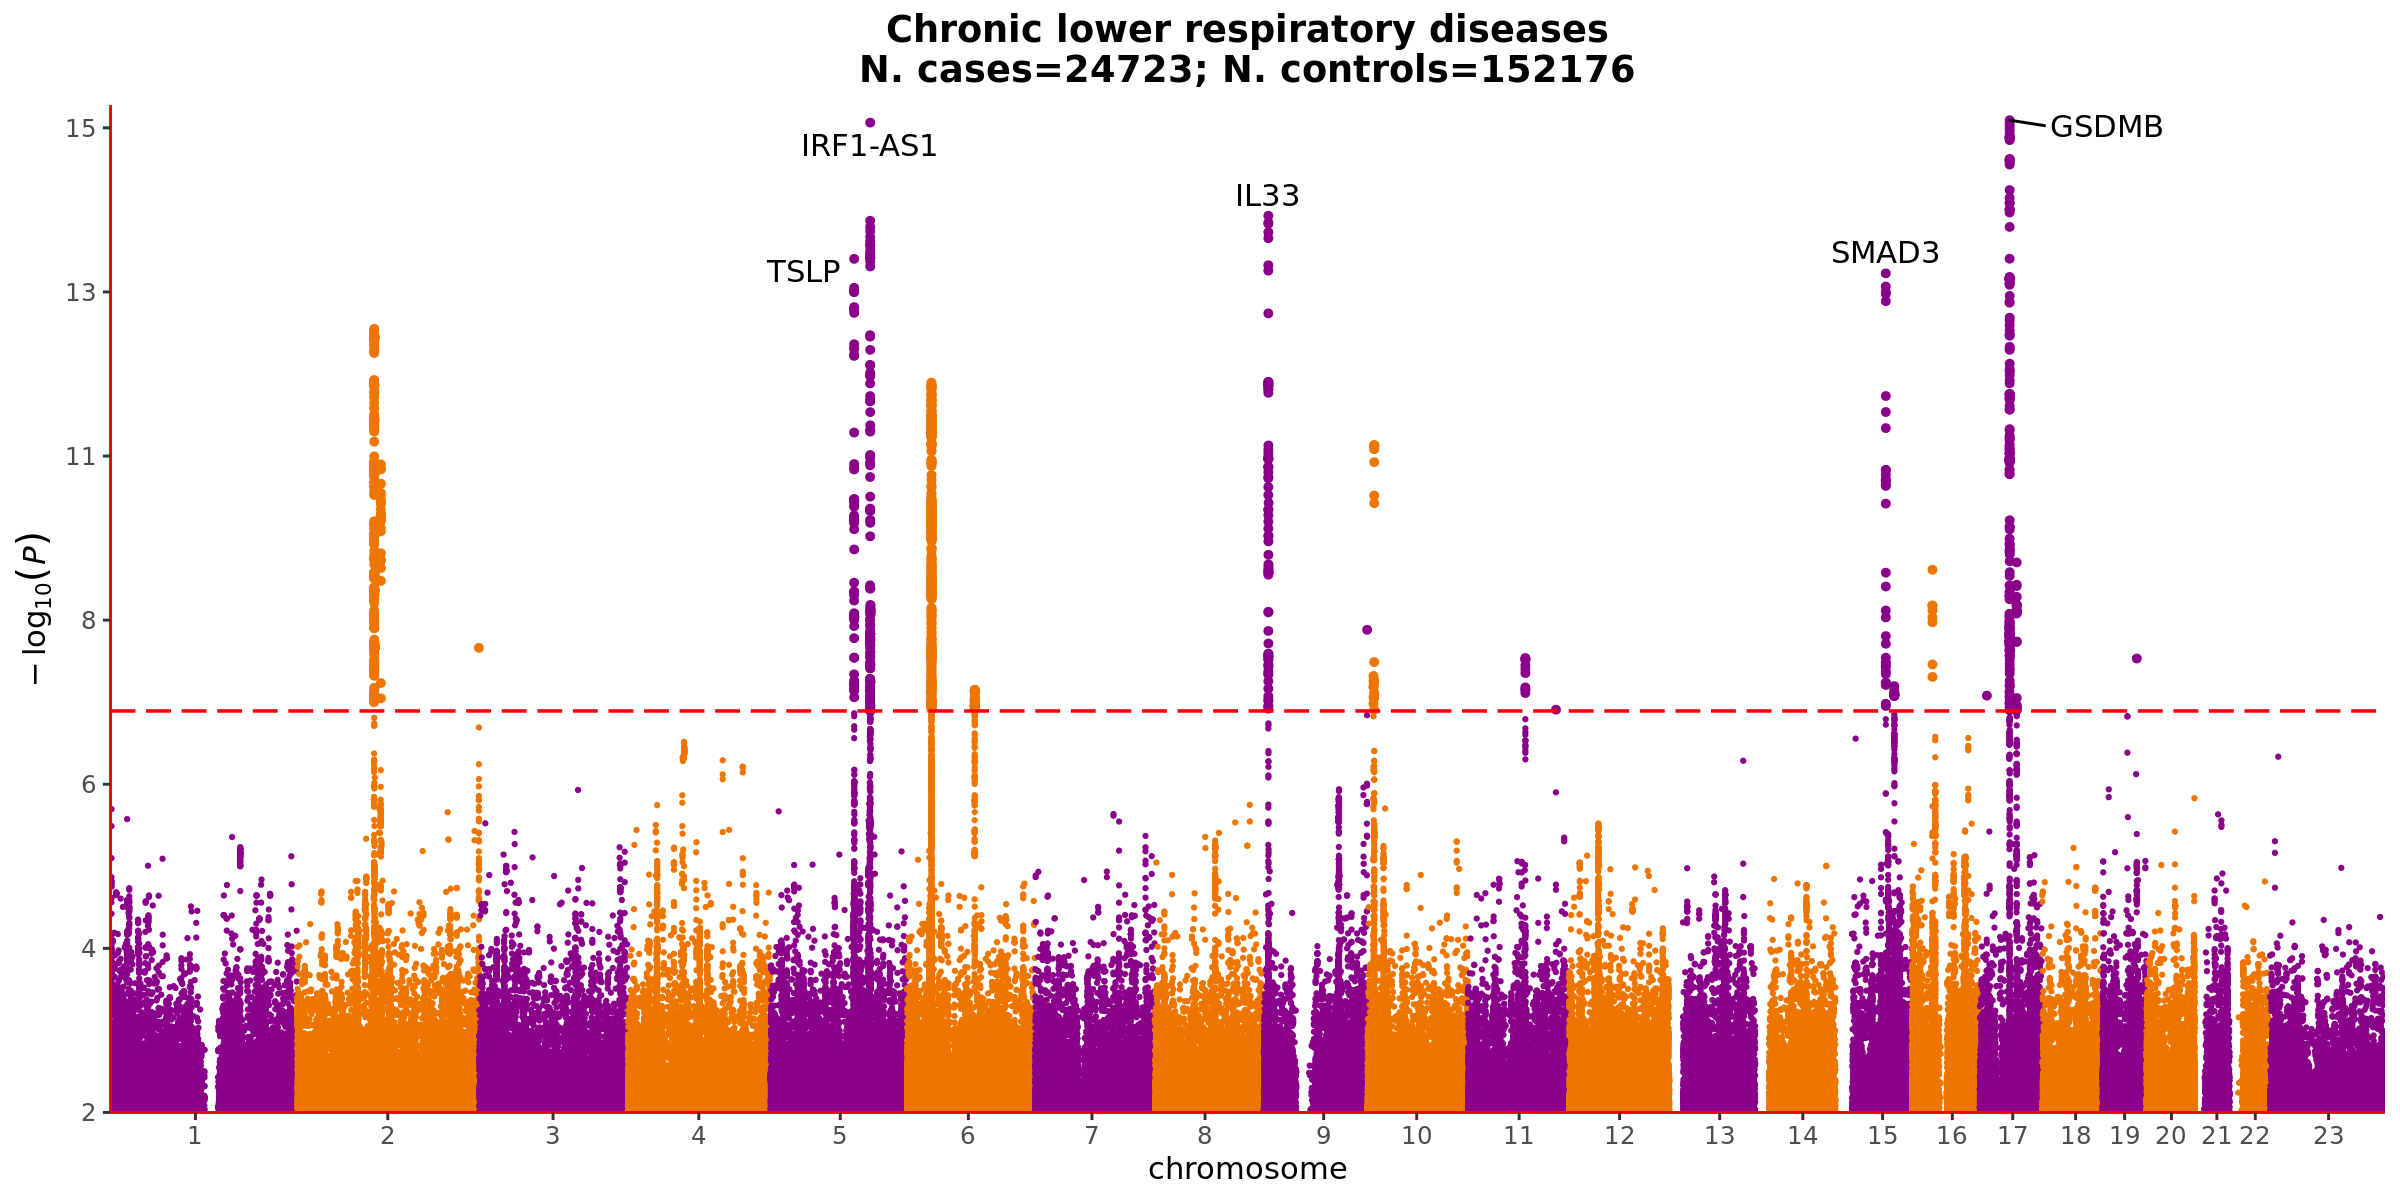 Chronic lower respiratory diseases
N. cases=24723; N. controls=152176
15
13
11
8
6
4
2
−log10(P)
IRF1-AS1
GSDMB
IL33
SMAD3
TSLP
1 2 3 4 5 6 7 8 9 10 11 12 13 14 15 16 17 18 19 20 21 22 23
chromosome